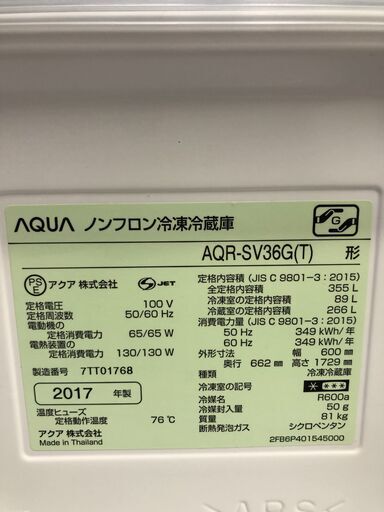 AQUA ノンフロン冷凍冷蔵庫
G
AQR-SV36G(T) 形
PS
E
アクア 株式会社
S JET
定格電圧 100 V
定格周波数 50/60 Hz
電動機の
定格消費電力 65/65 W
電熱装置の
定格消費電力 130/130 W
製造番号 7TT01768
2017 年製
温度ヒューズ
定格動作温度 76℃
アクア 株式会社
Made in Thailand
定格内容積 (JIS C 9801-3 : 2015)
全定格内容積 355 L
冷凍室の定格内容積 89 L
冷蔵室の定格内容積 266 L
消費電力量 (JIS C 9801-3 : 2015)
50 Hz 349 kWh/年
60 Hz 349 kWh/年
外形寸法 幅 600 mm
奥行 662 mm 高さ 1729 mm
種類 冷凍冷蔵庫
冷凍室の記号 * ***
冷媒名 R600a
冷媒封入量 50 g
質量 81 kg
断熱発泡ガス シクロペンタン
2FB6P401545000
>ABS<